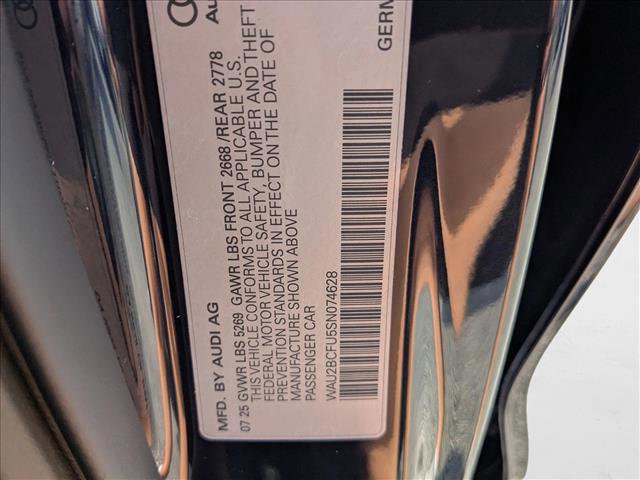 Au
GERM
MFD. BY AUDI AG
07 25 GVWR LBS 5269 GAWR LBS FRONT 2668 /REAR 2778
THIS VEHICLE CONFORMS TO ALL APPLICABLE U.S.
FEDERAL MOTOR VEHICLE SAFETY, BUMPER AND THEFT
PREVENTION STANDARDS IN EFFECT ON THE DATE OF
MANUFACTURE SHOWN ABOVE
PASSENGER CAR
WAU2BCFU5SN074628